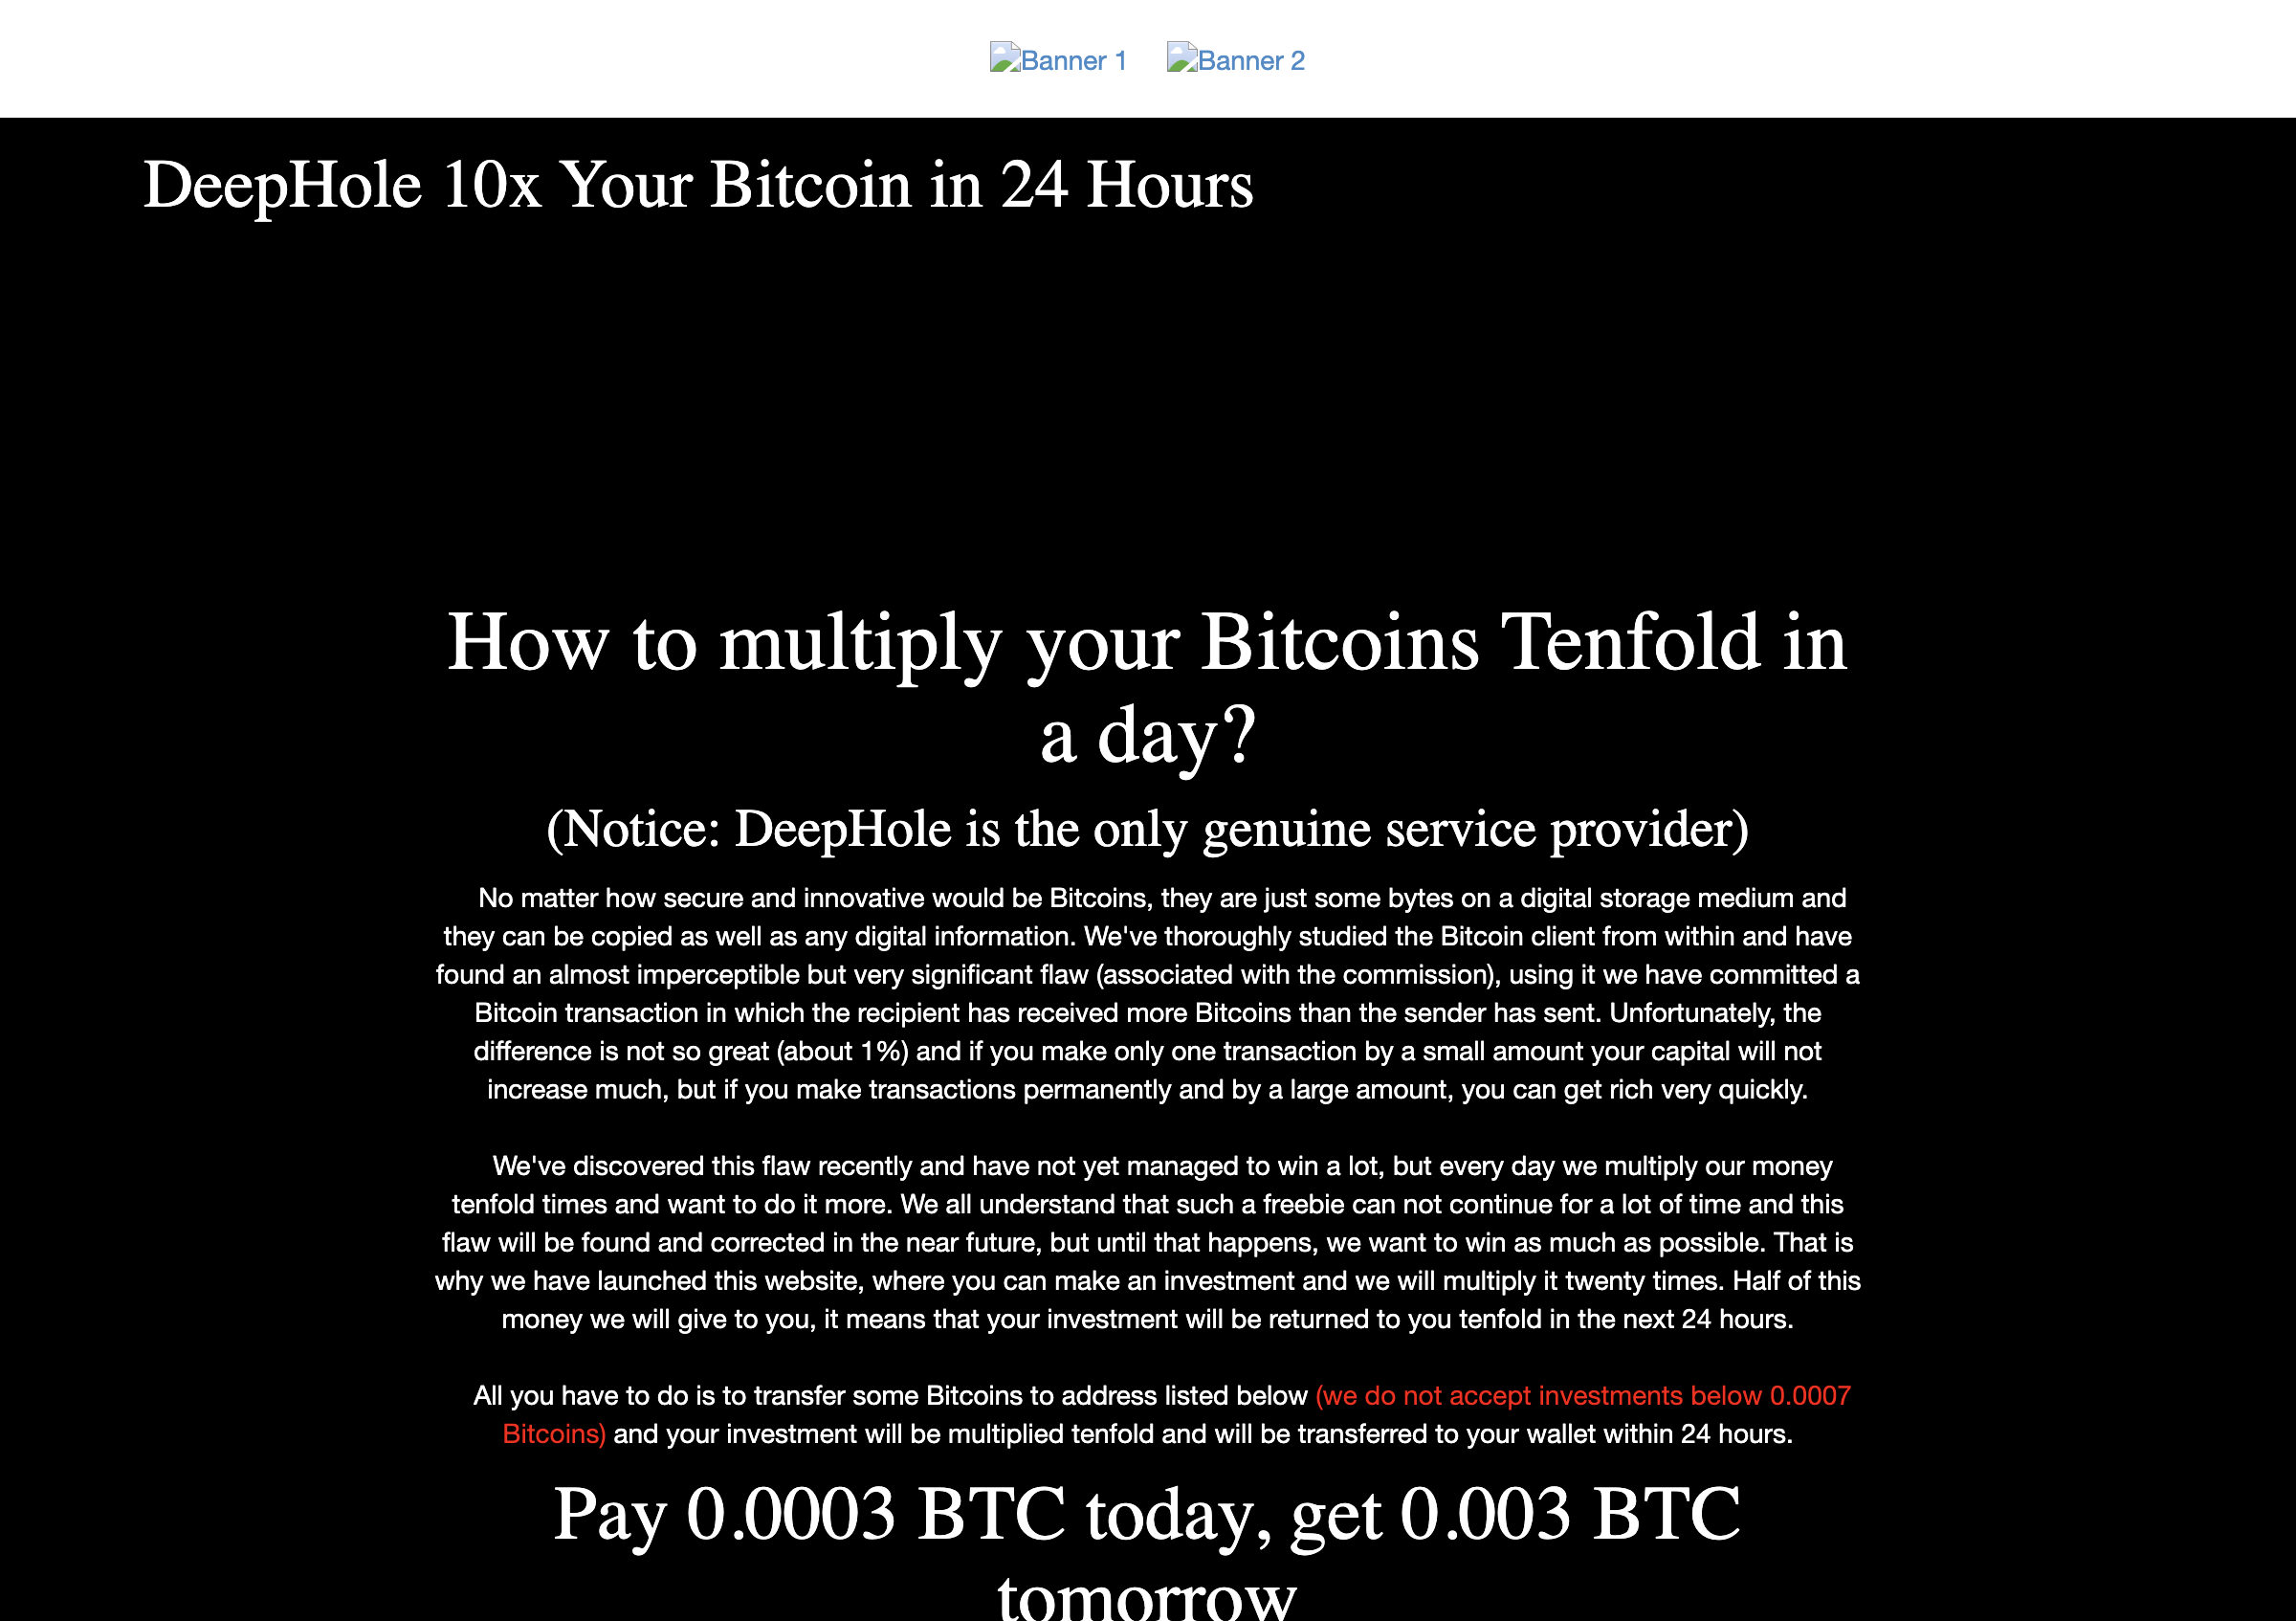 Banner 1 Banner 2
DeepHole 10x Your Bitcoin in 24 Hours
How to multiply your Bitcoins Tenfold in
a day?
(Notice: DeepHole is the only genuine service provider)
No matter how secure and innovative would be Bitcoins, they are just some bytes on a digital storage medium and
they can be copied as well as any digital information. We've thoroughly studied the Bitcoin client from within and have
found an almost imperceptible but very significant flaw (associated with the commission), using it we have committed a
Bitcoin transaction in which the recipient has received more Bitcoins than the sender has sent. Unfortunately, the
difference is not so great (about 1%) and if you make only one transaction by a small amount your capital will not
increase much, but if you make transactions permanently and by a large amount, you can get rich very quickly.
We've discovered this flaw recently and have not yet managed to win a lot, but every day we multiply our money
tenfold times and want to do it more. We all understand that such a freebie can not continue for a lot of time and this
flaw will be found and corrected in the near future, but until that happens, we want to win as much as possible. That is
why we have launched this website, where you can make an investment and we will multiply it twenty times. Half of this
money we will give to you, it means that your investment will be returned to you tenfold in the next 24 hours.
All you have to do is to transfer some Bitcoins to address listed below (we do not accept investments below 0.0007
Bitcoins) and your investment will be multiplied tenfold and will be transferred to your wallet within 24 hours.
Pay 0.0003 BTC today, get 0.003 BTC
tomorrow